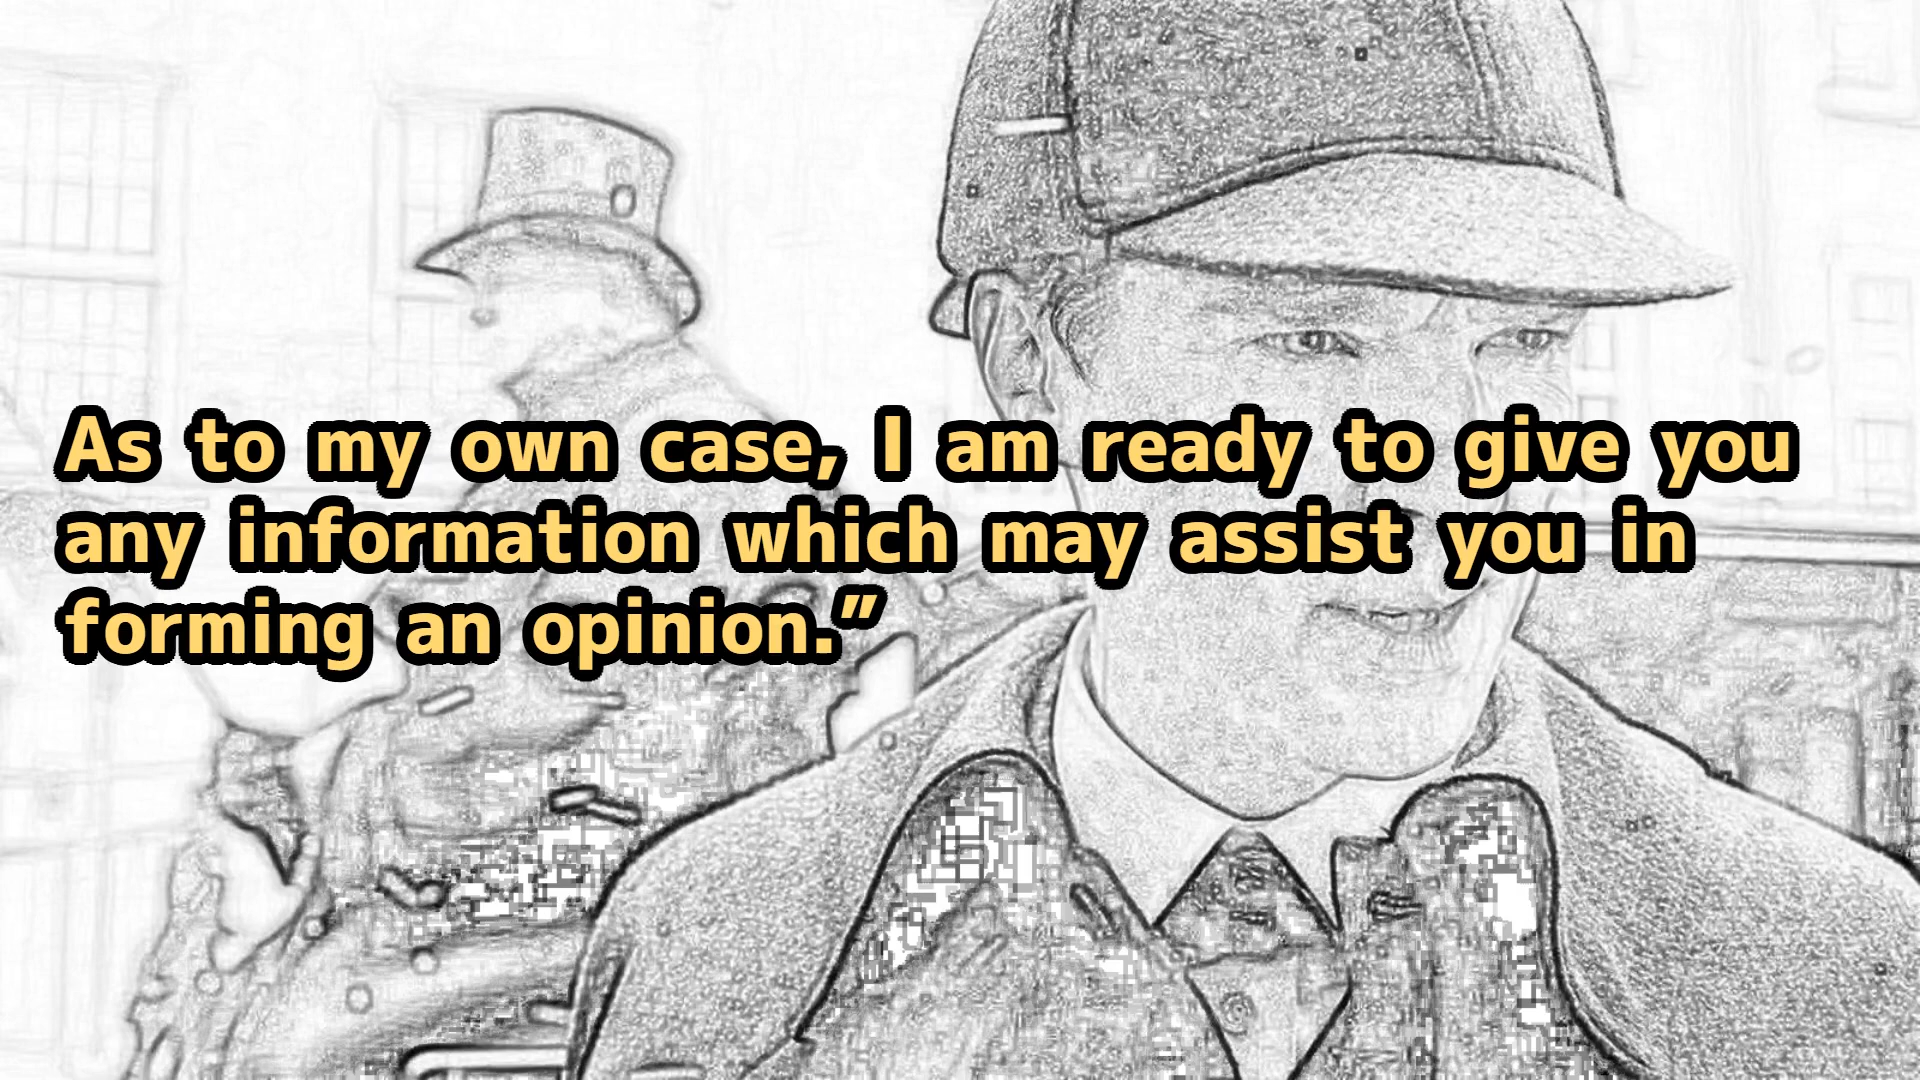 As to my own case, I am ready to give you
any information which may assist you in
forming an opinion.”